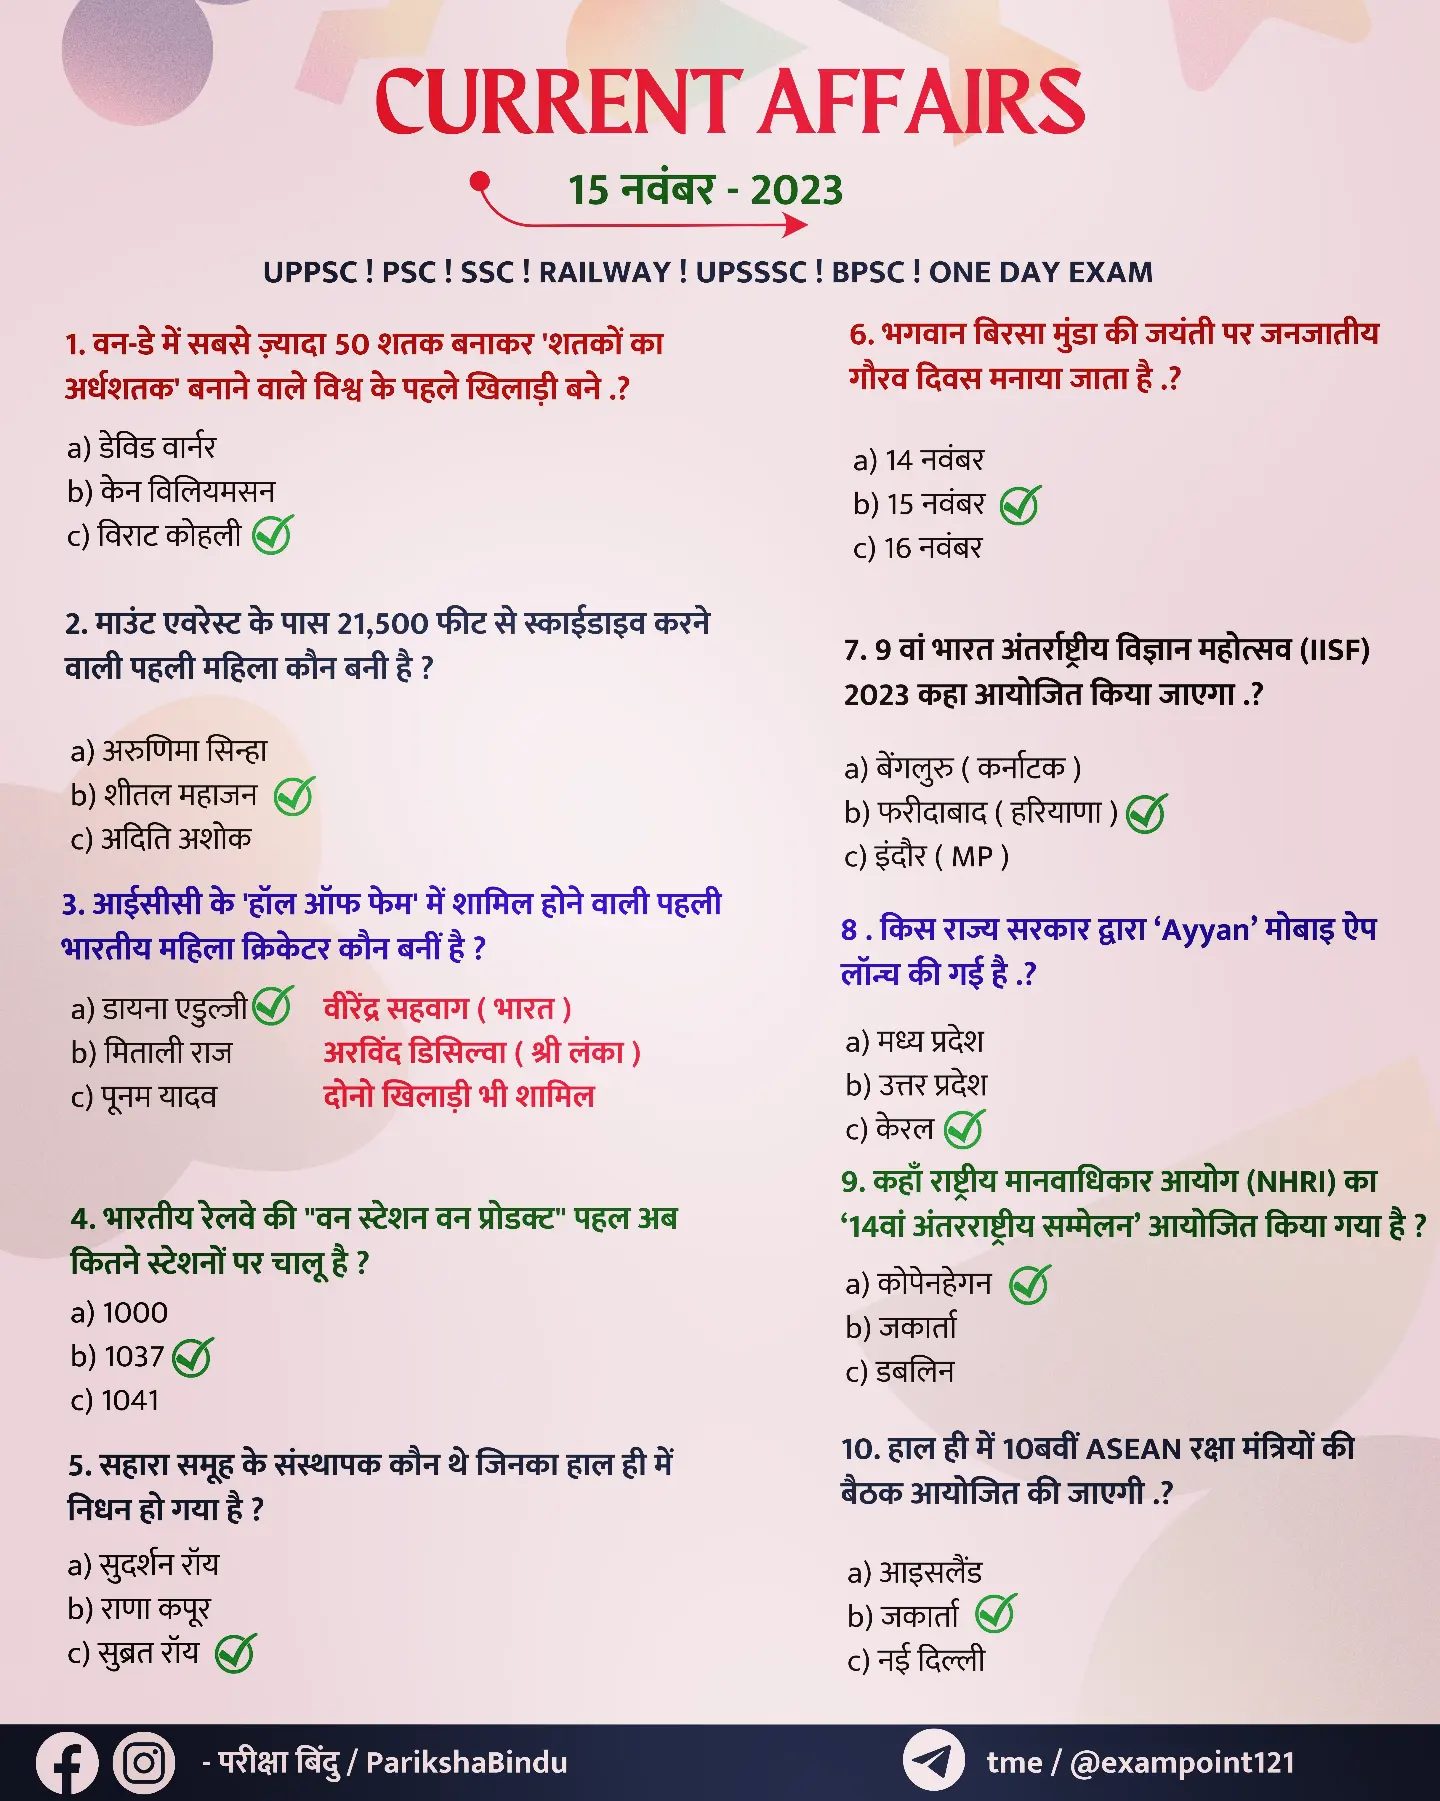 CURRENT AFFAIRS
15 नवंबर - 2023
UPPSC ! PSC ! SSC ! RAILWAY ! UPSSSC ! BPSC ! ONE DAY EXAM
1. वन-डे में सबसे ज़्यादा 50 शतक बनाकर 'शतकों का
अर्धशतक' बनाने वाले विश्व के पहले खिलाड़ी बने .?
a) डेविड वार्नर
b) केन विलियमसन
c) विराट कोहली
2. माउंट एवरेस्ट के पास 21,500 फीट से स्काईडाइव करने
वाली पहली महिला कौन बनी है ?
a) अरुणिमा सिन्हा
b) शीतल महाजन
c) अदिति अशोक
3. आईसीसी के 'हॉल ऑफ फेम' में शामिल होने वाली पहली
भारतीय महिला क्रिकेटर कौन बनीं है ?
a) डायना एडुल्जी
b) मिताली राज
c) पूनम यादव
वीरेंद्र सहवाग ( भारत )
अरविंद डिसिल्वा ( श्री लंका )
दोनो खिलाड़ी भी शामिल
4. भारतीय रेलवे की "वन स्टेशन वन प्रोडक्ट" पहल अब
कितने स्टेशनों पर चालू है ?
a) 1000
b) 1037
c) 1041
5. सहारा समूह के संस्थापक कौन थे जिनका हाल ही में
निधन हो गया है ?
a) सुदर्शन रॉय
b) राणा कपूर
c) सुब्रत रॉय
6. भगवान बिरसा मुंडा की जयंती पर जनजातीय
गौरव दिवस मनाया जाता है .?
a) 14 नवंबर
b) 15 नवंबर
c) 16 नवंबर
7. 9 वां भारत अंतर्राष्ट्रीय विज्ञान महोत्सव (IISF)
2023 कहा आयोजित किया जाएगा .?
a) बेंगलुरु ( कर्नाटक )
b) फरीदाबाद ( हरियाणा )
c) इंदौर ( MP )
8 . किस राज्य सरकार द्वारा ‘Ayyan’ मोबाइ ऐप
लॉन्च की गई है .?
a) मध्य प्रदेश
b) उत्तर प्रदेश
c) केरल
9. कहाँ राष्ट्रीय मानवाधिकार आयोग (NHRI) का
‘14वां अंतरराष्ट्रीय सम्मेलन’ आयोजित किया गया है ?
a) कोपेनहेगन
b) जकार्ता
c) डबलिन
10. हाल ही में 10बवीं ASEAN रक्षा मंत्रियों की
बैठक आयोजित की जाएगी .?
a) आइसलैंड
b) जकार्ता
c) नई दिल्ली
- परीक्षा बिंदु / ParikshaBindu
tme / @exampoint121